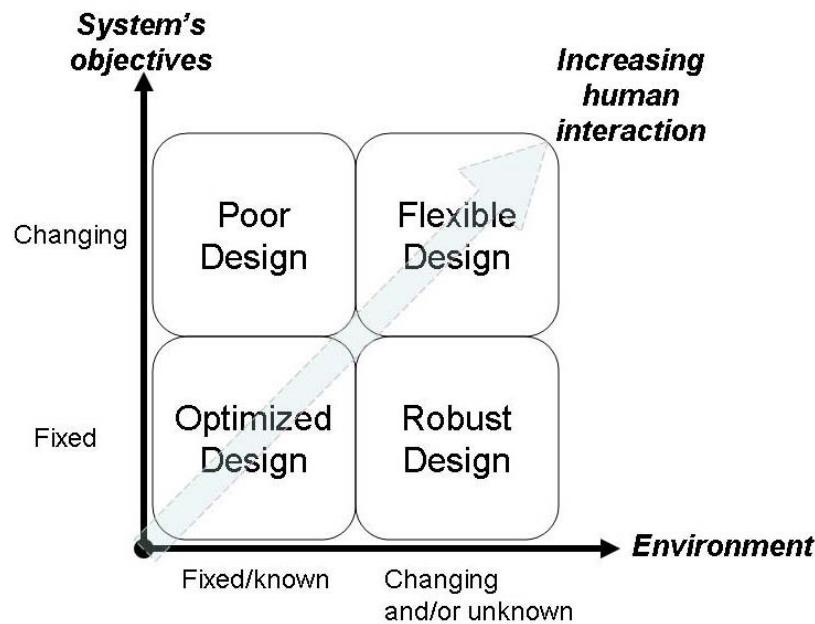 System's
objectives
Increasing
human
interaction
Changing
Poor
Design
Flexible
Design
Fixed
Optimized
Design
Robust
Design
Environment
Fixed/known
Changing
and/or unknown